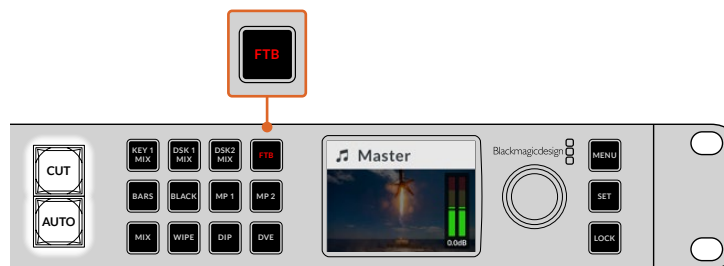 FTB
CUT
AUTO
KEY 1
MIX
DSK 1
MIX
DSK2
MIX
FTB
BARS
BLACK
MP 1
MP 2
MIX
WIPE
DIP
DVE
Master
0.0dB
Blackmagicdesign
MENU
SET
LOCK